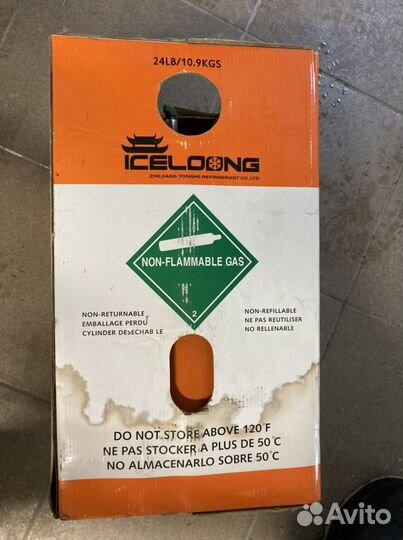 24LB/10.9KGS
ICELOONG
ZHEJIANG YONGHE REFRIGERANT CO.,LTD
NON-FLAMMABLE GAS
2
NON-RETURNABLE
EMBALLAGE PERDU
CYLINDER DESECHABLE
NON-REFILLABLE
NE PAS REUTILISER
NO RELLENABLE
DO NOT STORE ABOVE 120°F
NE PAS STOCKER A PLUS DE 50°C
NO ALMACENARLO SOBRE 50°C
Avito